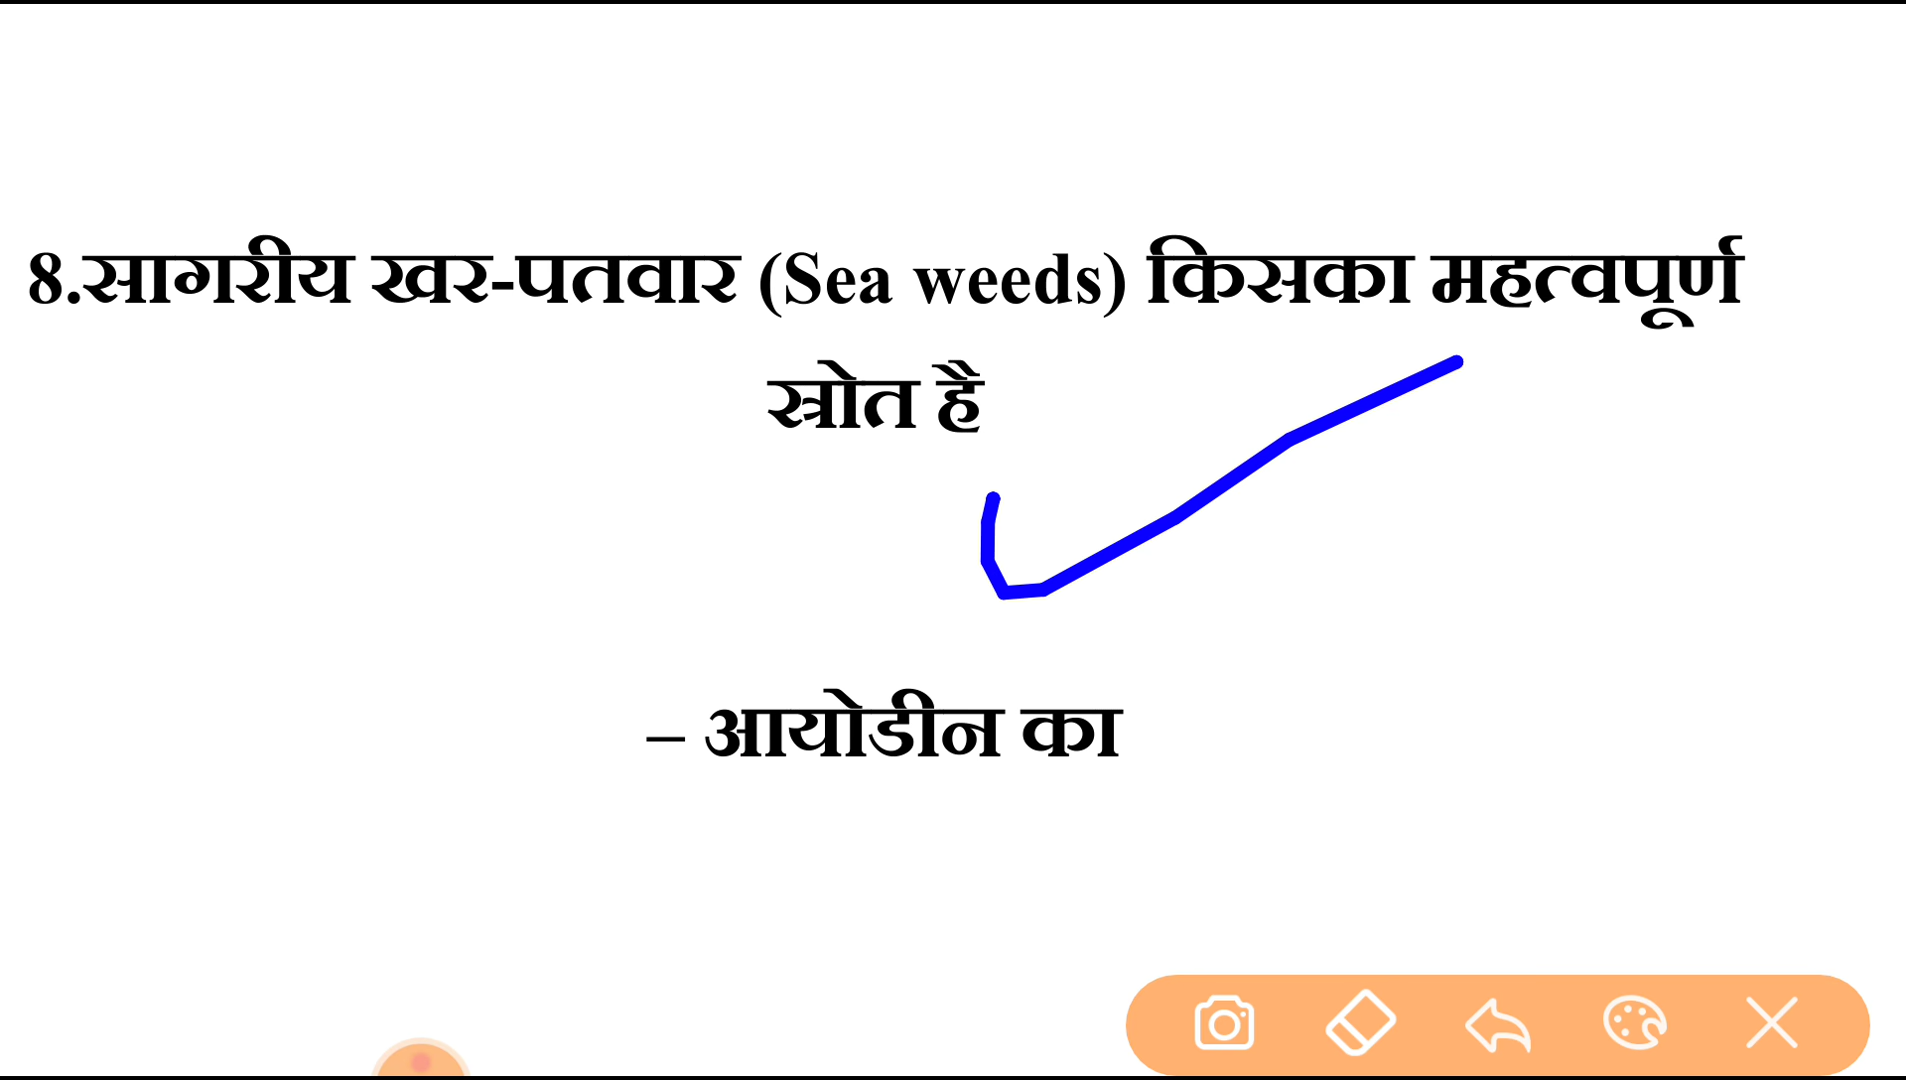 8.सागरीय खर-पतवार (Sea weeds) किसका महत्वपूर्ण
स्रोत है
– आयोडीन का